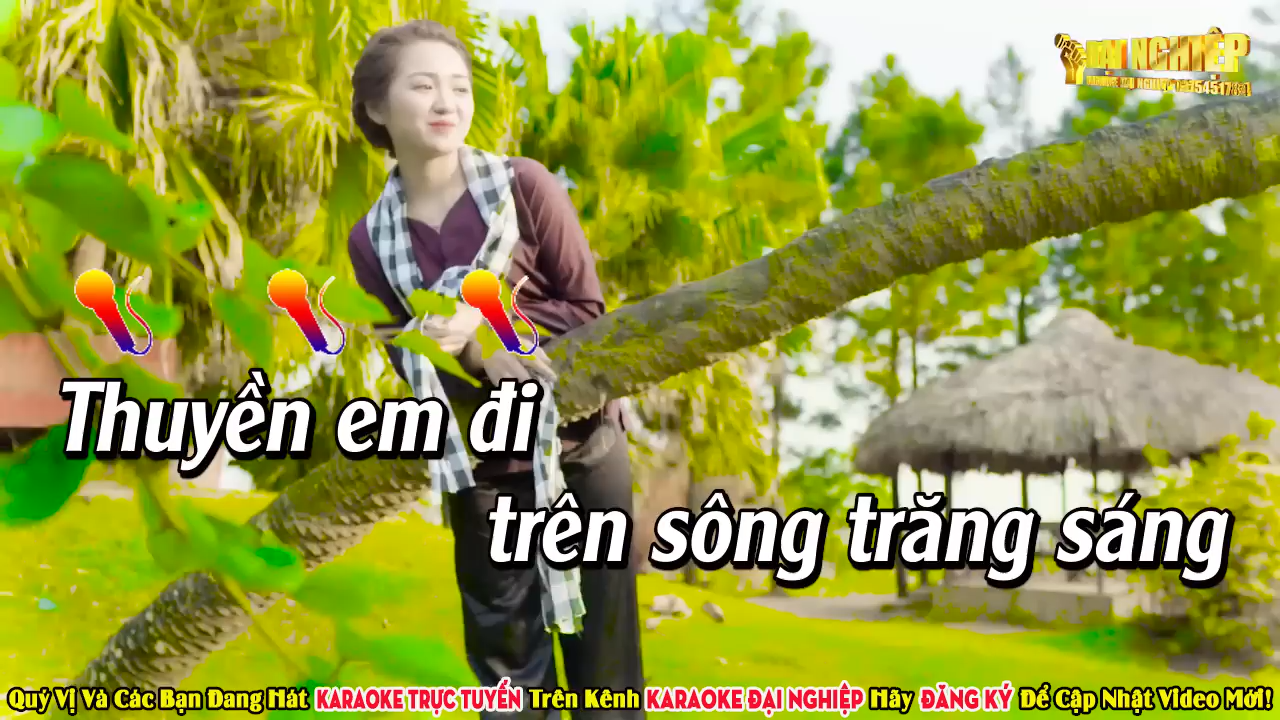 ĐẠI NGHIỆP
Thuyền em đi
trên sông trăng sáng
Quý Vị Và Các Bạn Đang Hát KARAOKE TRỰC TUYẾN Trên Kênh KARAOKE ĐẠI NGHIỆP Hãy ĐĂNG KÝ Để Cập Nhật Video Mới!